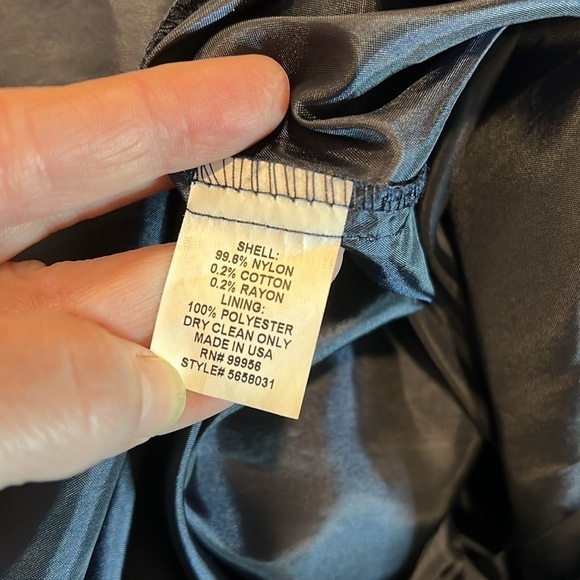 SHELL:
99.6% NYLON
0.2% COTTON
0.2% RAYON
LINING:
100% POLYESTER
DRY CLEAN ONLY
MADE IN USA
RN# 99956
STYLE# 5658031